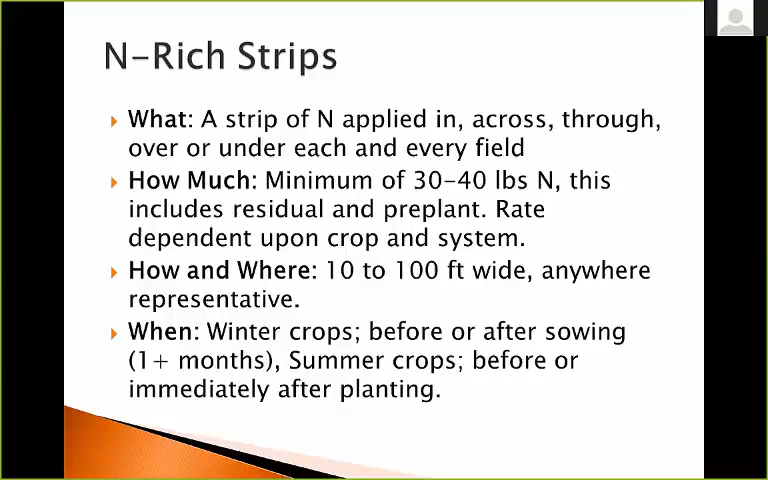 N-Rich Strips
What: A strip of N applied in, across, through,
over or under each and every field
How Much: Minimum of 30-40 lbs N, this
includes residual and preplant. Rate
dependent upon crop and system.
How and Where: 10 to 100 ft wide, anywhere
representative.
When: Winter crops; before or after sowing
(1+ months), Summer crops; before or
immediately after planting.